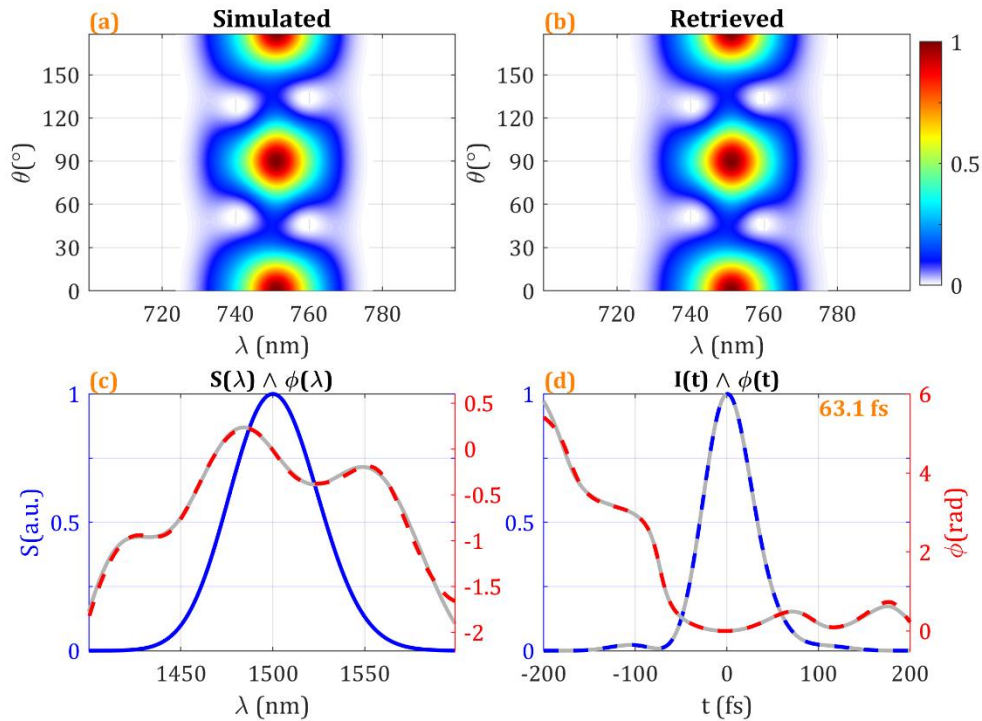 (a)
Simulated
θ(°)
150
120
90
60
30
0
720
740
760
780
λ (nm)
(b)
Retrieved
θ(°)
150
120
90
60
30
0
720
740
760
780
λ (nm)
1
0.5
0
(c)
S(λ) ∧ ϕ(λ)
S(a.u.)
1
0.5
0
0.5
0
-0.5
-1
-1.5
-2
1450
1500
1550
λ (nm)
(d)
I(t) ∧ ϕ(t)
63.1 fs
1
0.5
0
6
4
2
0
ϕ(rad)
-200
-100
0
100
200
t (fs)